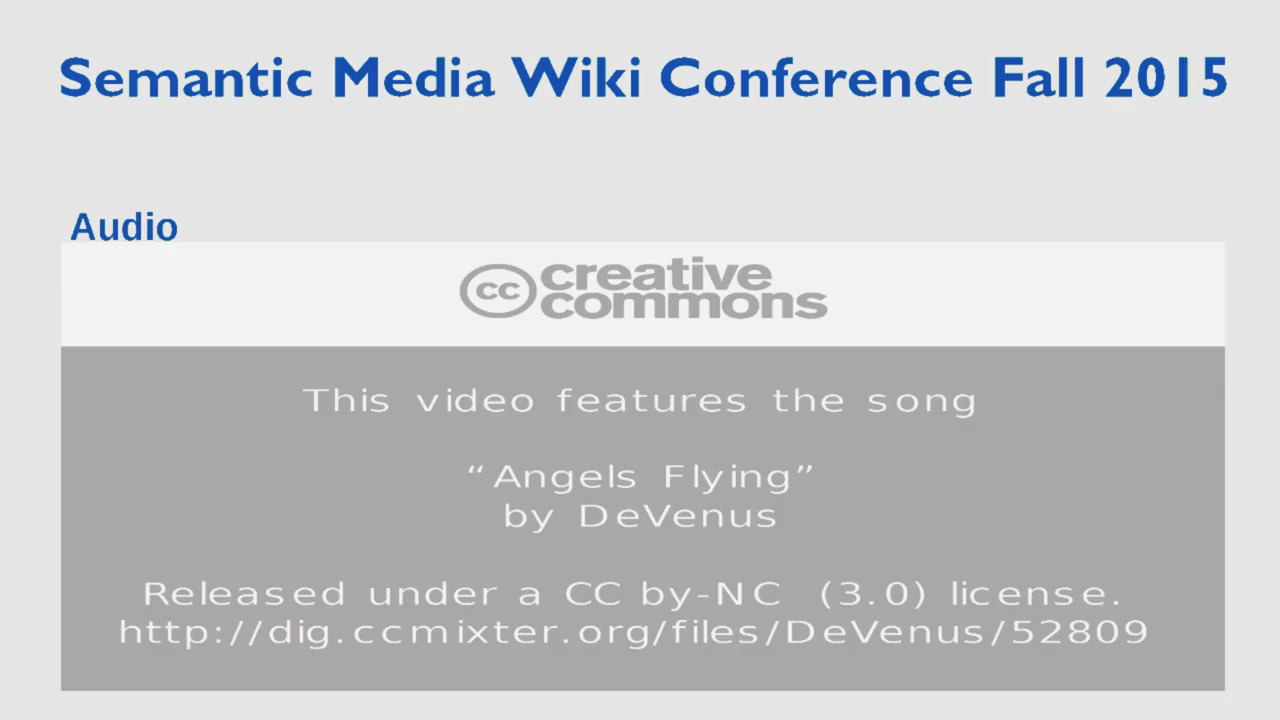 Semantic Media Wiki Conference Fall 2015
Audio
cc creative
commons
This video features the song
“Angels Flying”
by DeVenus
Released under a CC by-NC (3.0) license.
http://dig.ccmixter.org/files/DeVenus/52809